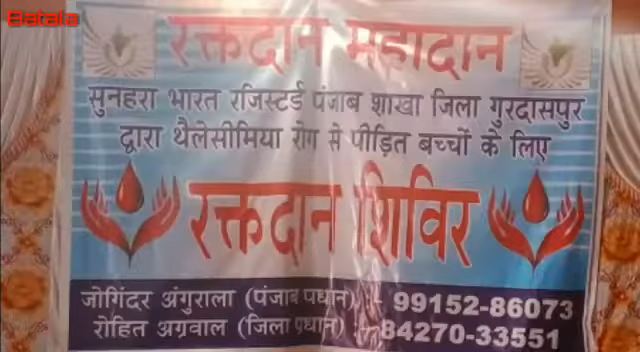 Batala
रक्तदान महादान
सुनहरा भारत रजिस्टर्ड पंजाब शाखा जिला गुरदासपुर
द्वारा थैलेसीमिया रोग से पीड़ित बच्चों के लिए
रक्तदान शिविर
जोगिंदर अंगुराला (पंजाब पधान) - 99152-86073
रोहित अग्रवाल (जिला प्रधान) - 84270-33551